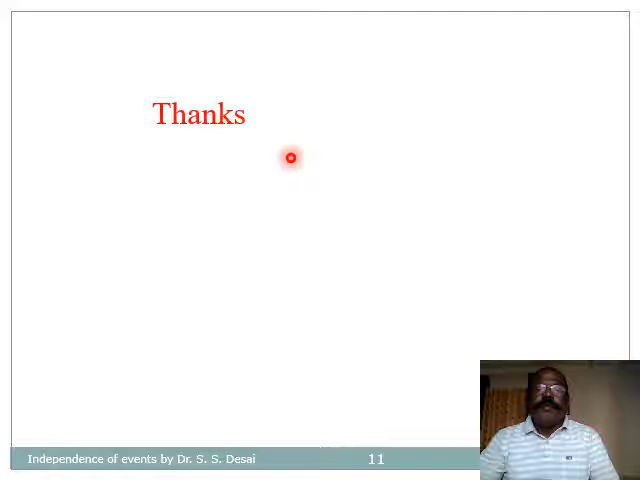 Thanks
Independence of events by Dr. S. S. Desai
11